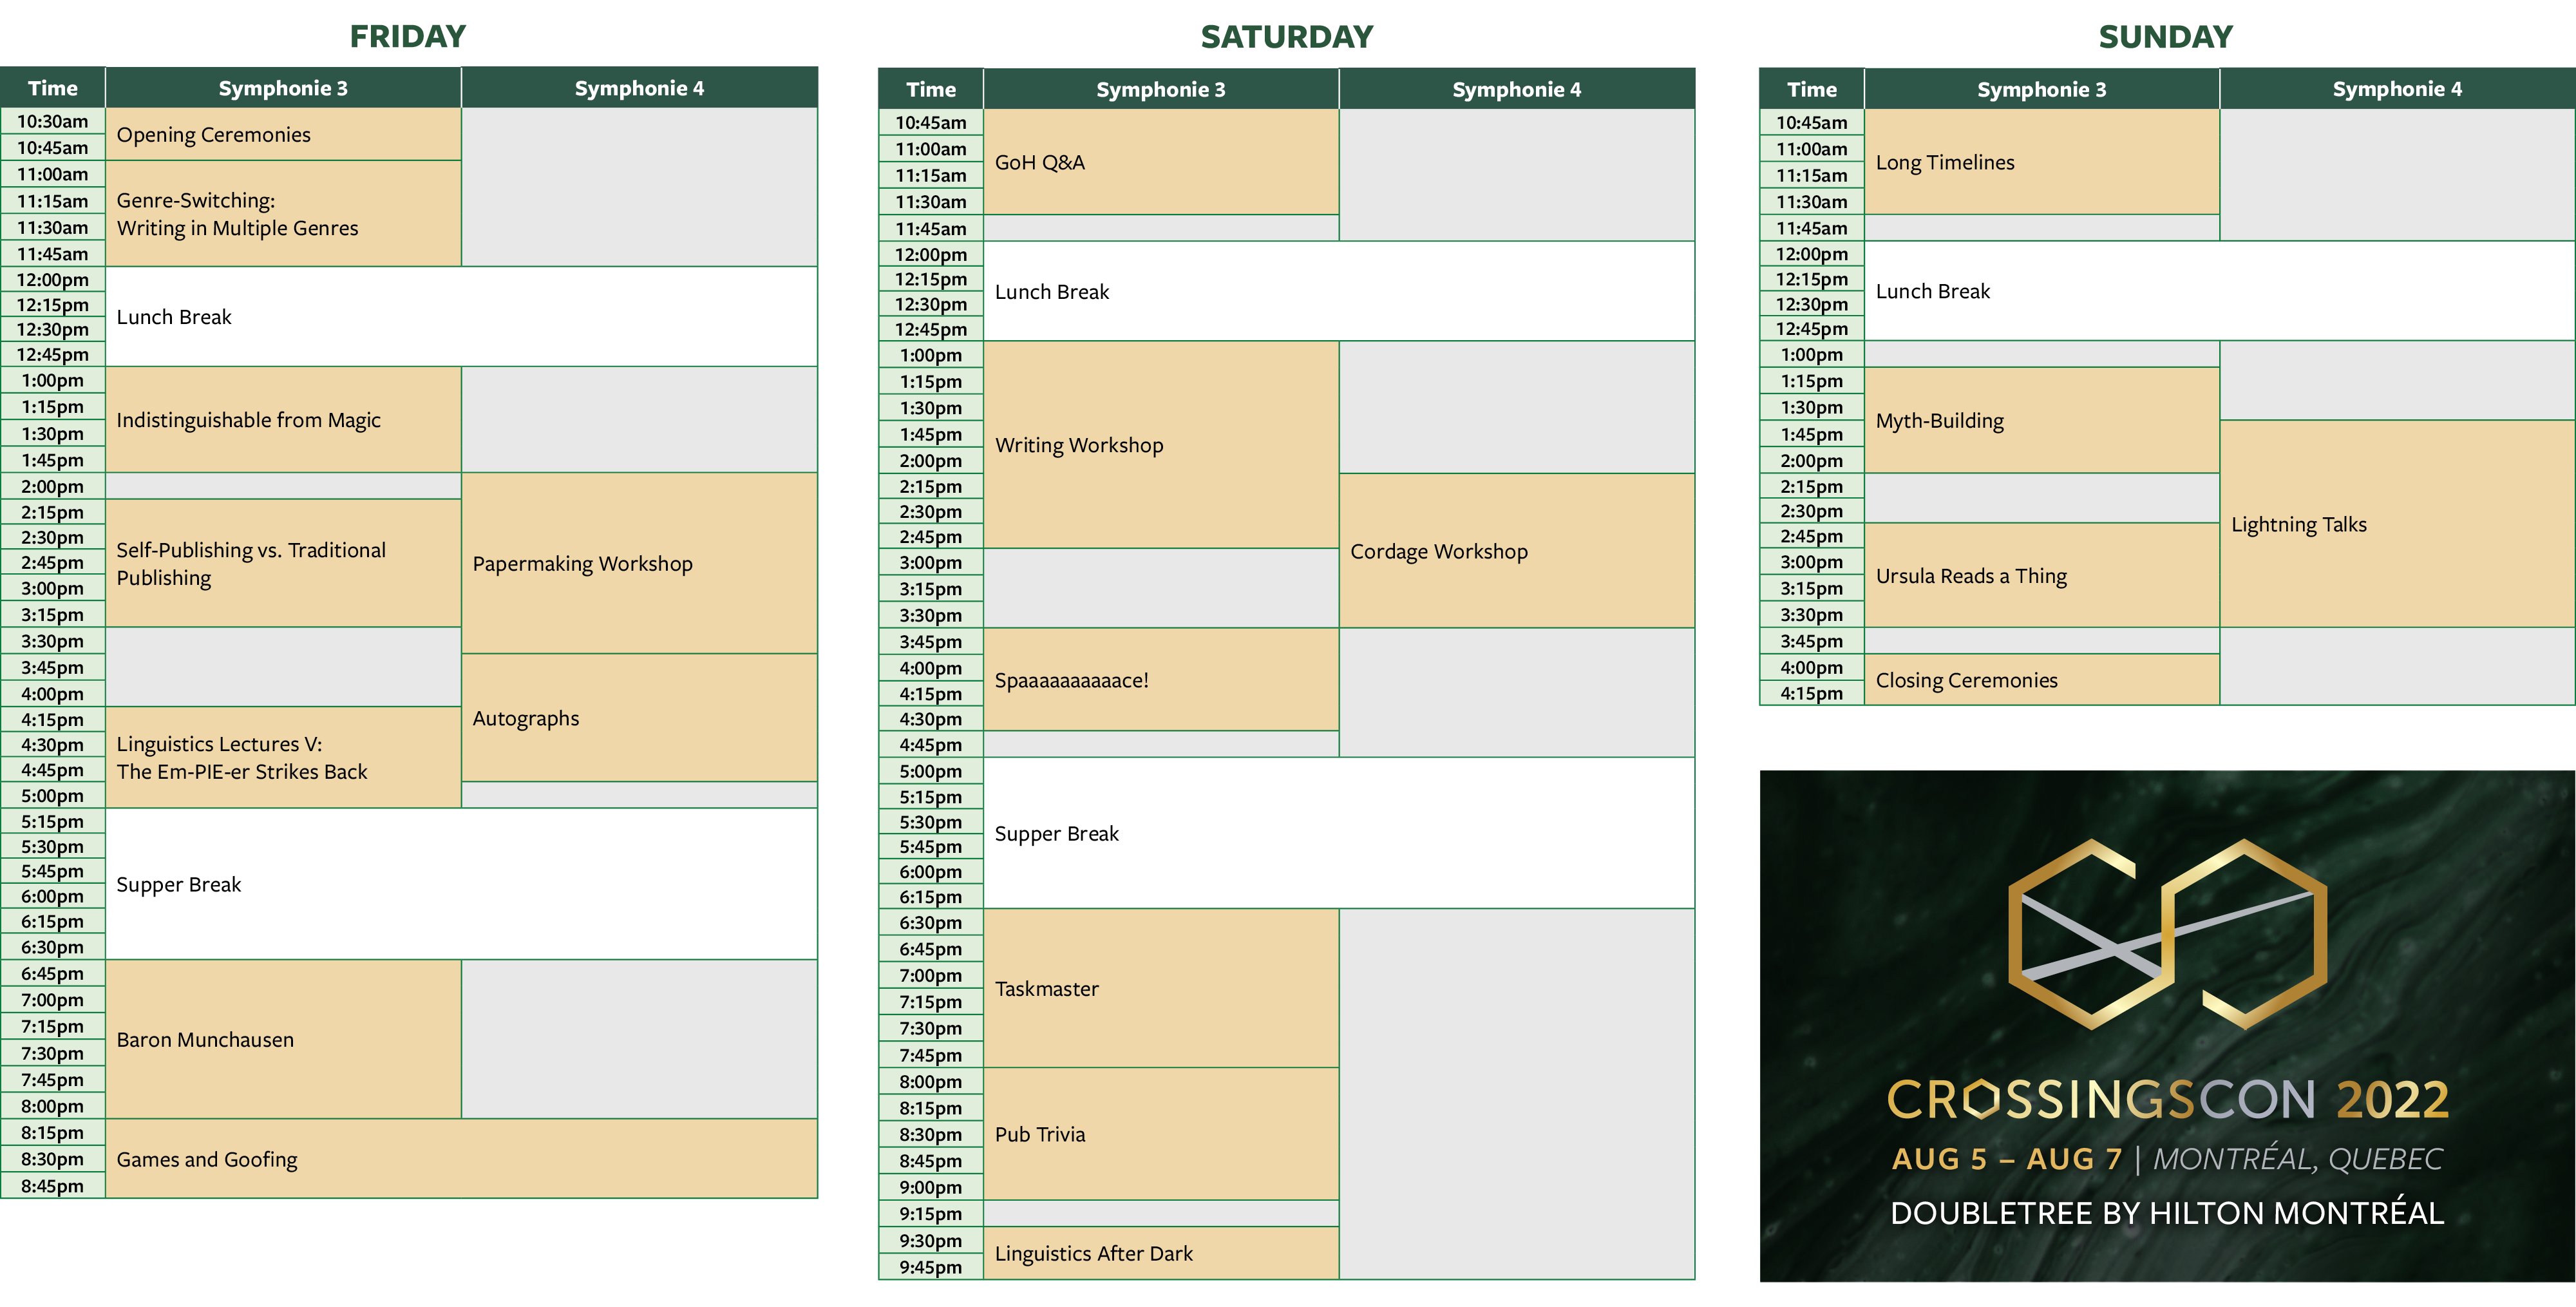 FRIDAY
Time Symphonie 3 Symphonie 4
10:30am
Opening Ceremonies
10:45am
11:00am
11:15am
Genre-Switching:
Writing in Multiple Genres
11:30am
11:45am
12:00pm
12:15pm
Lunch Break
12:30pm
12:45pm
1:00pm
1:15pm
Indistinguishable from Magic
1:30pm
1:45pm
2:00pm
2:15pm
2:30pm
Self-Publishing vs. Traditional
Publishing
2:45pm
Papermaking Workshop
3:00pm
3:15pm
3:30pm
3:45pm
4:00pm
4:15pm
Autographs
4:30pm
Linguistics Lectures V:
The Em-PIE-er Strikes Back
4:45pm
5:00pm
5:15pm
5:30pm
5:45pm
Supper Break
6:00pm
6:15pm
6:30pm
6:45pm
7:00pm
7:15pm
Baron Munchausen
7:30pm
7:45pm
8:00pm
8:15pm
8:30pm
Games and Goofing
8:45pm
SATURDAY
Time Symphonie 3 Symphonie 4
10:45am
11:00am
GoH Q&A
11:15am
11:30am
11:45am
12:00pm
12:15pm
Lunch Break
12:30pm
12:45pm
1:00pm
1:15pm
1:30pm
1:45pm
Writing Workshop
2:00pm
2:15pm
2:30pm
2:45pm
Cordage Workshop
3:00pm
3:15pm
3:30pm
3:45pm
4:00pm
Spaaaaaaaaaace!
4:15pm
4:30pm
4:45pm
5:00pm
5:15pm
5:30pm
Supper Break
5:45pm
6:00pm
6:15pm
6:30pm
6:45pm
7:00pm
Taskmaster
7:15pm
7:30pm
7:45pm
8:00pm
8:15pm
8:30pm
Pub Trivia
8:45pm
9:00pm
9:15pm
9:30pm
Linguistics After Dark
9:45pm
SUNDAY
Time Symphonie 3 Symphonie 4
10:45am
11:00am
Long Timelines
11:15am
11:30am
11:45am
12:00pm
12:15pm
Lunch Break
12:30pm
12:45pm
1:00pm
1:15pm
1:30pm
Myth-Building
1:45pm
2:00pm
2:15pm
2:30pm
Lightning Talks
2:45pm
3:00pm
Ursula Reads a Thing
3:15pm
3:30pm
3:45pm
4:00pm
Closing Ceremonies
4:15pm
CROSSINGSCON 2022
AUG 5 – AUG 7 | MONTRÉAL, QUEBEC
DOUBLETREE BY HILTON MONTRÉAL